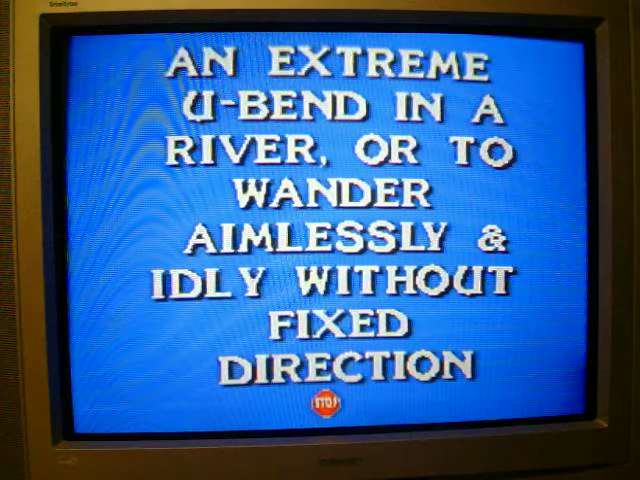 AN EXTREME
U-BEND IN A
RIVER, OR TO
WANDER
AIMLESSLY &
IDLY WITHOUT
FIXED
DIRECTION
STOP